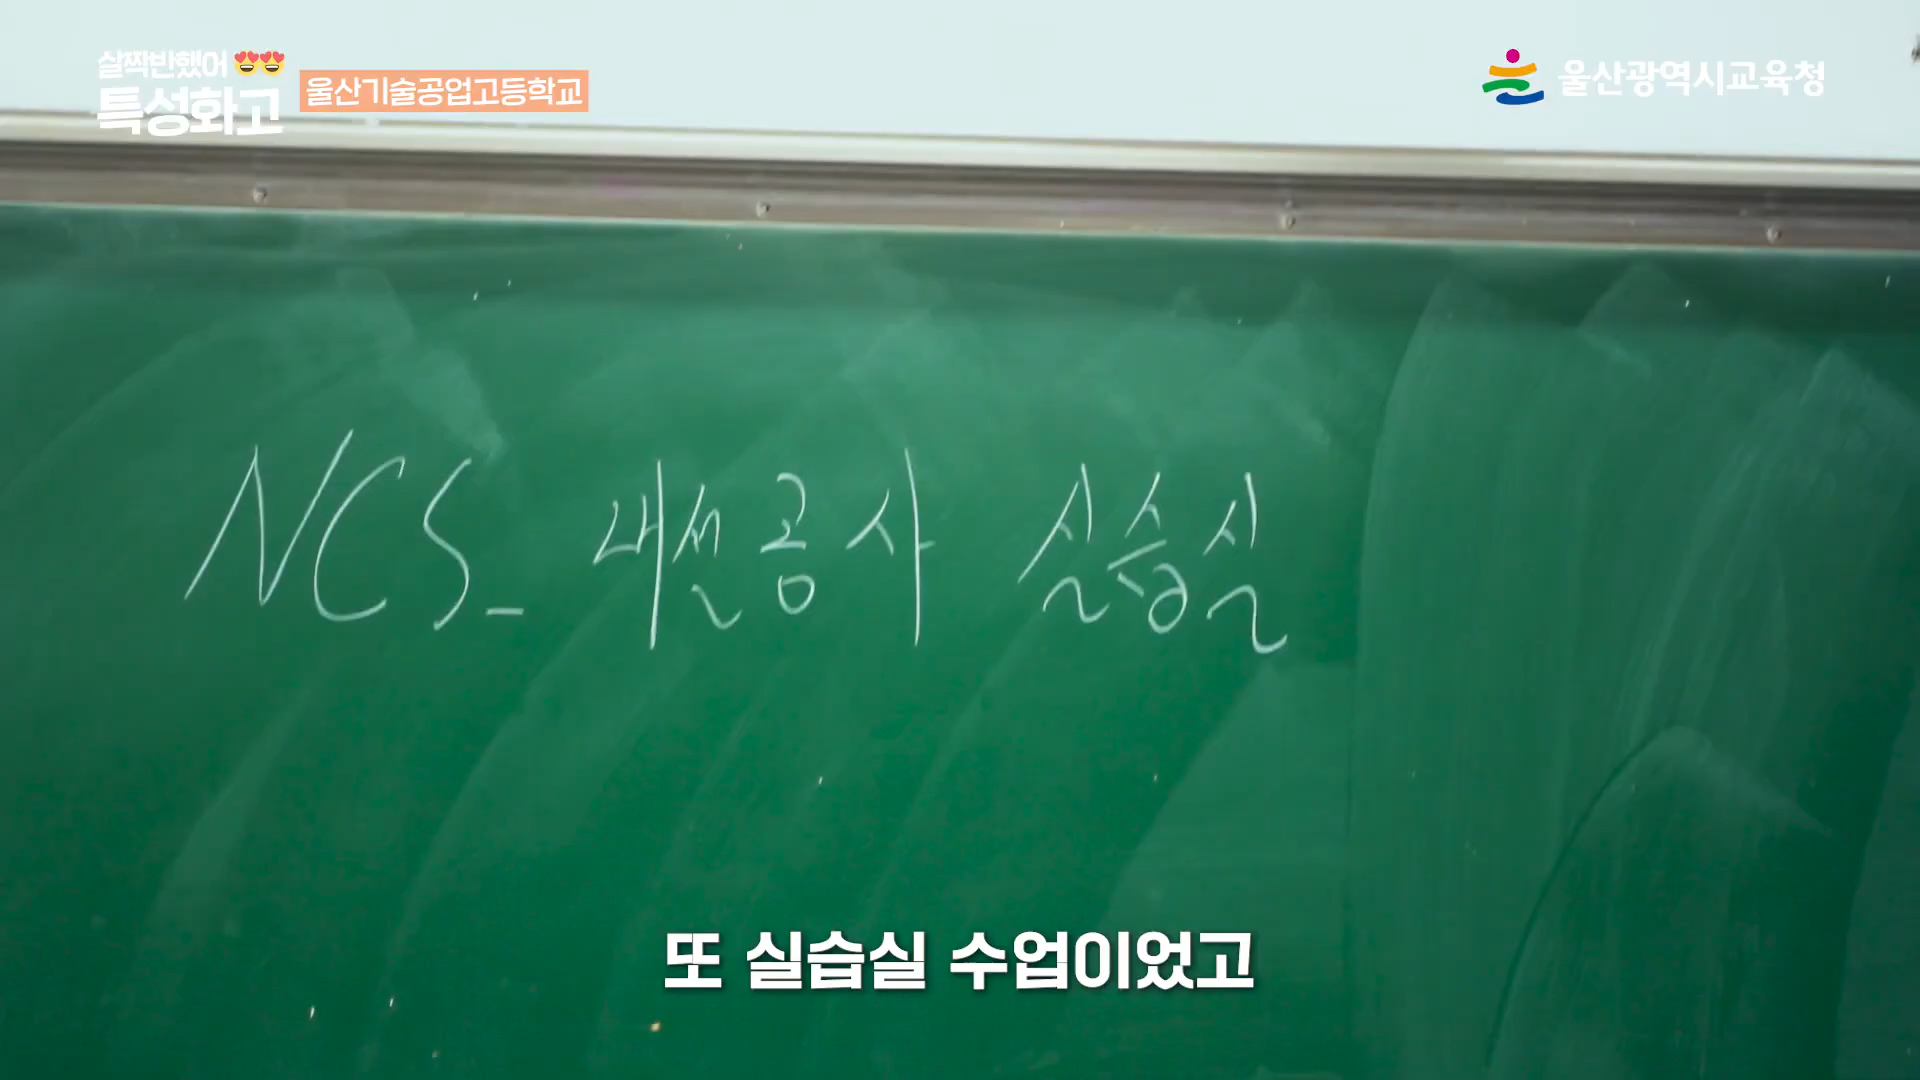 살짝반했어
특성화고
울산기술공업고등학교
울산광역시교육청
NCS_ 내선공사 실습실
또 실습실 수업이었고